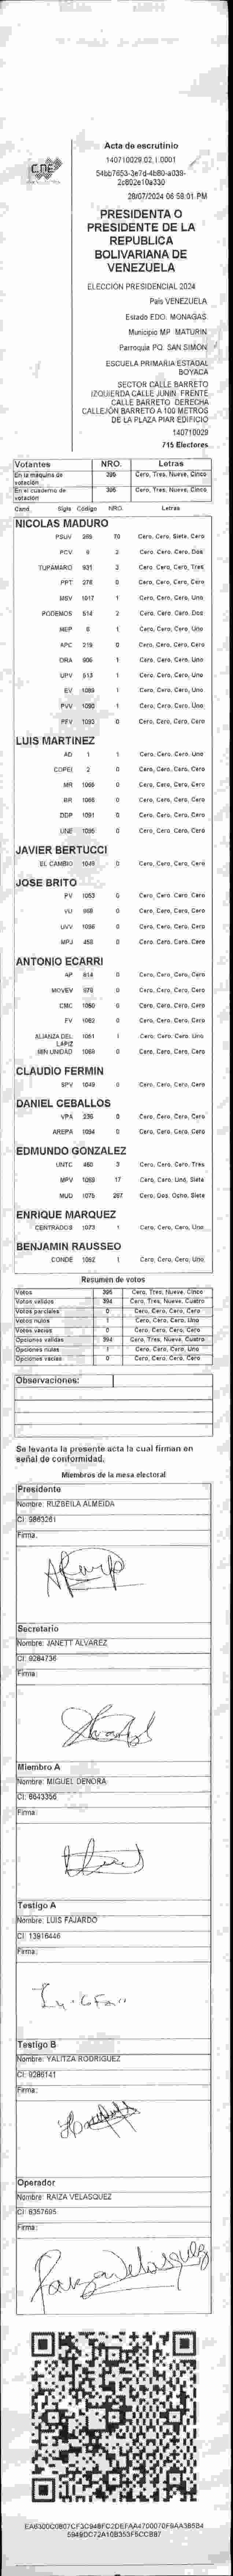 CNE
Acta de escrutinio
140710029.02.1.0001
54bb7653-3e7d-4b80-a039-
2c802e10a330
28/07/2024 06:58:01 PM
PRESIDENTA O
PRESIDENTE DE LA
REPUBLICA
BOLIVARIANA DE
VENEZUELA
ELECCIÓN PRESIDENCIAL 2024
País VENEZUELA
Estado EDO. MONAGAS
Municipio MP. MATURIN
Parroquia PQ. SAN SIMON
ESCUELA PRIMARIA ESTADAL
BOYACA
SECTOR CALLE BARRETO
IZQUIERDA CALLE JUNIN. FRENTE
CALLE BARRETO DERECHA
CALLEJÓN BARRETO A 100 METROS
DE LA PLAZA PIAR EDIFICIO
140710029
715 Electores
Votantes NRO. Letras
En la maquina de votación 395 Cero, Tres, Nueve, Cinco
En el cuaderno de votación 395 Cero, Tres, Nueve, Cinco
Cand. Sigla Código NRO. Letras
NICOLAS MADURO
PSUV 70 Cero, Cero, Siete, Cero
PCV 2 Cero, Cero, Cero, Dos
TUPAMARO 931 3 Cero, Cero, Cero, Tres
PPT 278 0 Cero, Cero, Cero, Cero
MSV 1017 1 Cero, Cero, Cero, Uno
PODEMOS 514 2 Cero, Cero, Cero, Dos
MEP 8 1 Cero, Cero, Cero, Uno
APC 219 0 Cero, Cero, Cero, Cero
ORA 906 1 Cero, Cero, Cero, Uno
UPV 613 1 Cero, Cero, Cero, Uno
EV 1089 1 Cero, Cero, Cero, Uno
PVV 1090 1 Cero, Cero, Cero, Uno
PFV 1092 0 Cero, Cero, Cero, Cero
LUIS MARTINEZ
AD 1 1 Cero, Cero, Cero, Uno
COPEI 2 0 Cero, Cero, Cero, Cero
MR 1065 0 Cero, Cero, Cero, Cero
RR 1066 0 Cero, Cero, Cero, Cero
DDP 1091 0 Cero, Cero, Cero, Cero
UNE 1095 0 Cero, Cero, Cero, Cero
JAVIER BERTUCCI
EL CAMBIO 1048 0 Cero, Cero, Cero, Cero
JOSE BRITO
PV 1053 0 Cero, Cero, Cero, Cero
VU 968 0 Cero, Cero, Cero, Cero
UVV 1096 0 Cero, Cero, Cero, Cero
MPJ 458 0 Cero, Cero, Cero, Cero
ANTONIO ECARRI
AP 814 0 Cero, Cero, Cero, Cero
MOVEV 978 0 Cero, Cero, Cero, Cero
CMC 1080 0 Cero, Cero, Cero, Cero
FV 1082 0 Cero, Cero, Cero, Cero
ALIANZA DEL LAPIZ 1051 1 Cero, Cero, Cero, Uno
MIN UNIDAD 1068 0 Cero, Cero, Cero, Cero
CLAUDIO FERMIN
SPV 1049 0 Cero, Cero, Cero, Cero
DANIEL CEBALLOS
VPA 236 0 Cero, Cero, Cero, Cero
AREPA 1094 0 Cero, Cero, Cero, Cero
EDMUNDO GONZALEZ
UNTC 460 3 Cero, Cero, Cero, Tres
MPV 1069 17 Cero, Cero, Uno, Siete
MUD 1075 287 Cero, Dos, Ocho, Siete
ENRIQUE MARQUEZ
CENTRADOS 1073 1 Cero, Cero, Cero, Uno
BENJAMIN RAUSSEO
CONDE 1062 1 Cero, Cero, Cero, Uno
Resumen de votos
Votos 395 Cero, Tres, Nueve, Cinco
Votos validos 394 Cero, Tres, Nueve, Cuatro
Votos parciales 0 Cero, Cero, Cero, Cero
Votos nulos 1 Cero, Cero, Cero, Uno
Votos vacios 0 Cero, Cero, Cero, Cero
Opciones validas 394 Cero, Tres, Nueve, Cuatro
Opciones nulas 1 Cero, Cero, Cero, Uno
Opciones vacias 0 Cero, Cero, Cero, Cero
Observaciones:
Se levanta la presente acta la cual firman en
señal de conformidad.
Miembros de la mesa electoral
Presidente
Nombre: RUZBEILA ALMEIDA
CI: 9863261
Firma:
Secretario
Nombre: JANETT ALVAREZ
CI: 9284736
Firma:
Miembro A
Nombre: MIGUEL DENORA
CI: 8643356
Firma:
Testigo A
Nombre: LUIS FAJARDO
CI: 13916446
Firma:
Testigo B
Nombre: YALITZA RODRIGUEZ
CI: 9286141
Firma:
Operador
Nombre: RAIZA VELASQUEZ
CI: 8357695
Firma:
Raiza Velasquez
EA6300C0807CF3C948FC2DEFAA4700070F9AA385B4
5949DC72A10B353F5CCB87